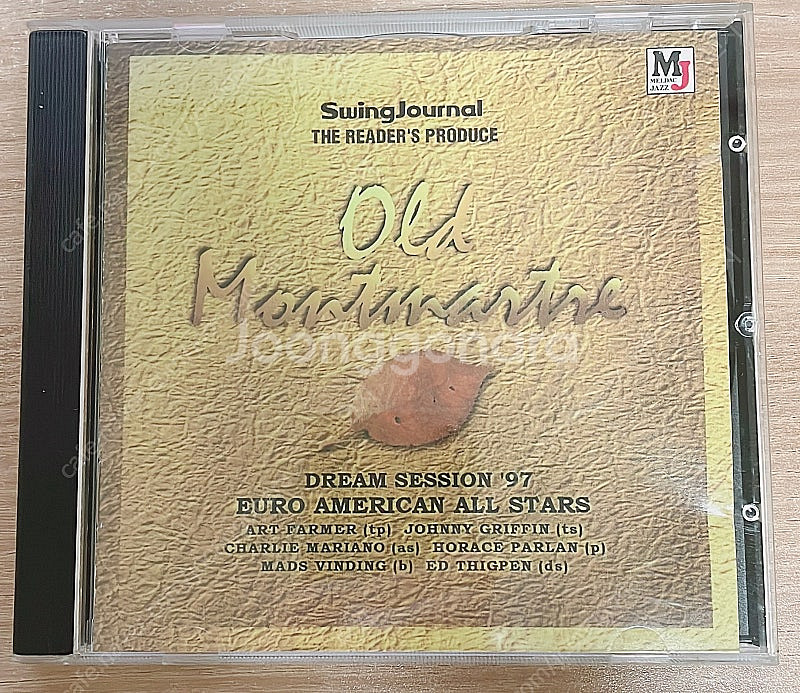 MJ
MELDAC
JAZZ
SwingJournal
THE READER'S PRODUCE
Old
Montmartre
Joonggonara
DREAM SESSION '97
EURO AMERICAN ALL STARS
ART FARMER (tp) JOHNNY GRIFFIN (ts)
CHARLIE MARIANO (as) HORACE PARLAN (p)
MADS VINDING (b) ED THIGPEN (ds)